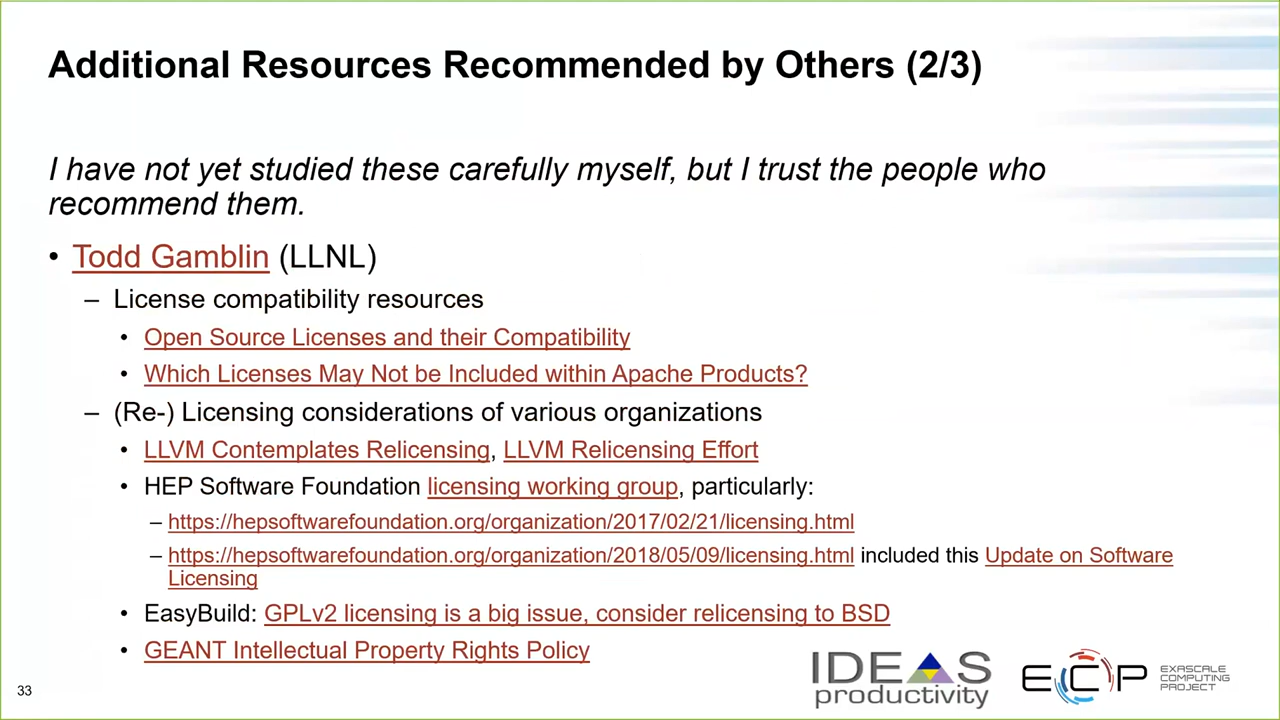 Additional Resources Recommended by Others (2/3)
I have not yet studied these carefully myself, but I trust the people who
recommend them.
• Todd Gamblin (LLNL)
– License compatibility resources
• Open Source Licenses and their Compatibility
• Which Licenses May Not be Included within Apache Products?
– (Re-) Licensing considerations of various organizations
• LLVM Contemplates Relicensing, LLVM Relicensing Effort
• HEP Software Foundation licensing working group, particularly:
– https://hepsoftwarefoundation.org/organization/2017/02/21/licensing.html
– https://hepsoftwarefoundation.org/organization/2018/05/09/licensing.html included this Update on Software
Licensing
• EasyBuild: GPLv2 licensing is a big issue, consider relicensing to BSD
• GEANT Intellectual Property Rights Policy
33
IDEAS
productivity
ECP
EXASCALE
COMPUTING
PROJECT